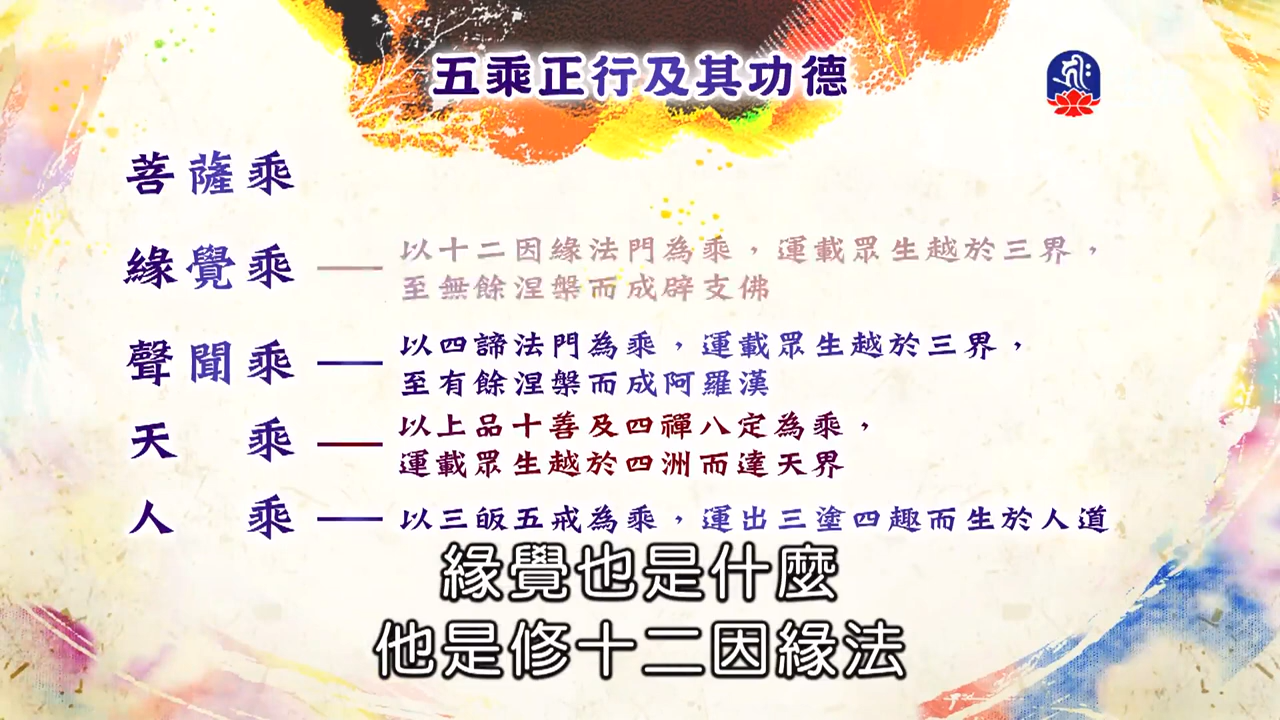 五乘正行及其功德
菩薩乘
緣覺乘 — 以十二因緣法門為乘，運載眾生越於三界，
至無餘涅槃而成辟支佛
聲聞乘 — 以四諦法門為乘，運載眾生越於三界，
至有餘涅槃而成阿羅漢
天　乘 — 以上品十善及四禪八定為乘，
運載眾生越於四洲而達天界
人　乘 — 以三皈五戒為乘，運出三塗四趣而生於人道
緣覺也是什麼
他是修十二因緣法